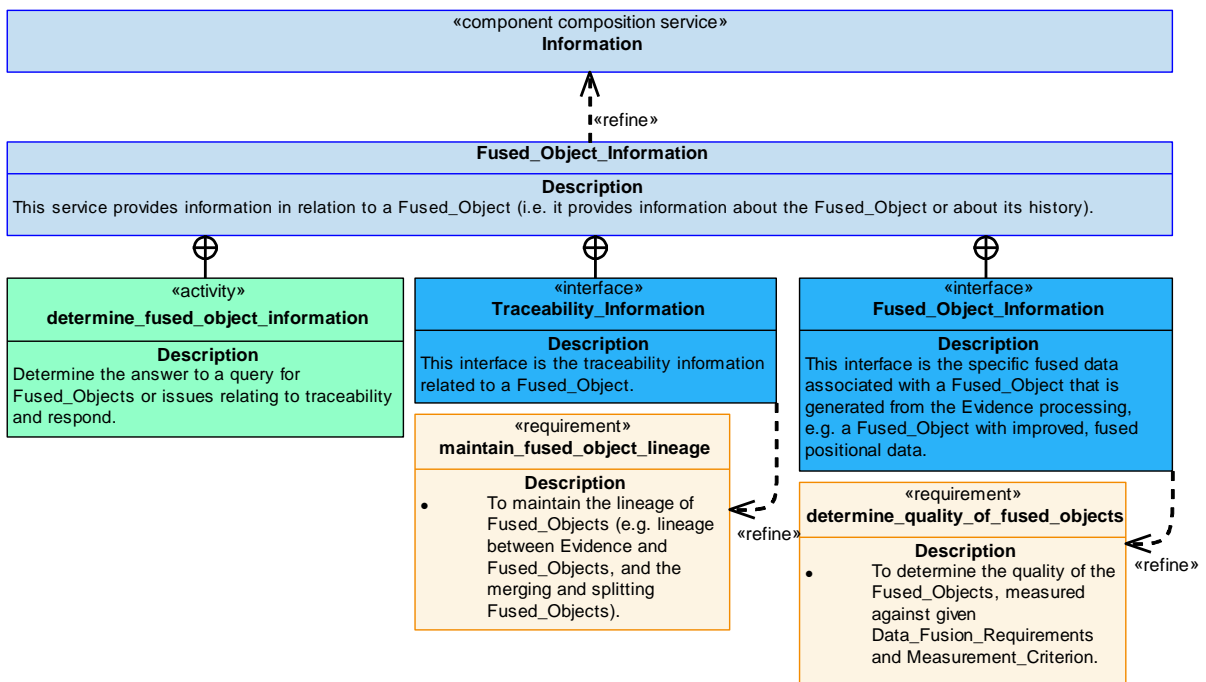 «component composition service»
Information
«refine»
Fused_Object_Information
Description
This service provides information in relation to a Fused_Object (i.e. it provides information about the Fused_Object or about its history).
«activity»
determine_fused_object_information
Description
Determine the answer to a query for
Fused_Objects or issues relating to traceability
and respond.
«interface»
Traceability_Information
Description
This interface is the traceability information
related to a Fused_Object.
«requirement»
maintain_fused_object_lineage
Description
• To maintain the lineage of
Fused_Objects (e.g. lineage
between Evidence and
Fused_Objects, and the
merging and splitting
Fused_Objects).
«refine»
«interface»
Fused_Object_Information
Description
This interface is the specific fused data
associated with a Fused_Object that is
generated from the Evidence processing,
e.g. a Fused_Object with improved, fused
positional data.
«requirement»
determine_quality_of_fused_objects
Description
• To determine the quality of the
Fused_Objects, measured
against given
Data_Fusion_Requirements
and Measurement_Criterion.
«refine»